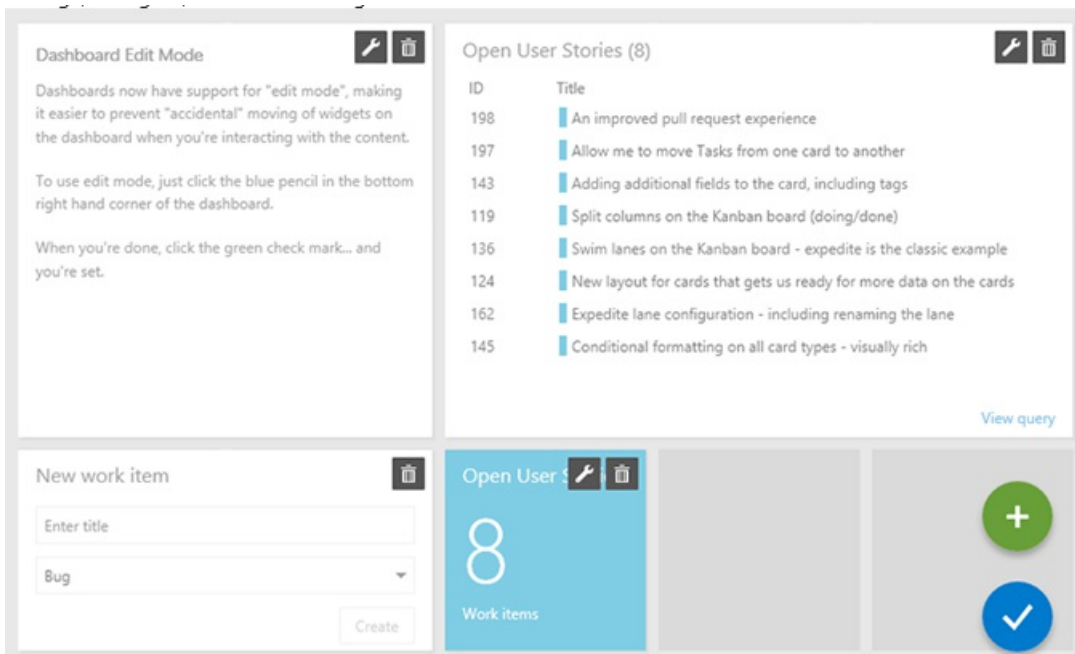 Dashboard Edit Mode
Dashboards now have support for "edit mode", making
it easier to prevent "accidental" moving of widgets on
the dashboard when you're interacting with the content.
To use edit mode, just click the blue pencil in the bottom
right hand corner of the dashboard.
When you're done, click the green check mark... and
you're set.
Open User Stories (8)
ID Title
198 An improved pull request experience
197 Allow me to move Tasks from one card to another
143 Adding additional fields to the card, including tags
119 Split columns on the Kanban board (doing/done)
136 Swim lanes on the Kanban board - expedite is the classic example
124 New layout for cards that gets us ready for more data on the cards
162 Expedite lane configuration - including renaming the lane
145 Conditional formatting on all card types - visually rich
View query
New work item
Enter title
Bug
Create
Open User
8
Work items